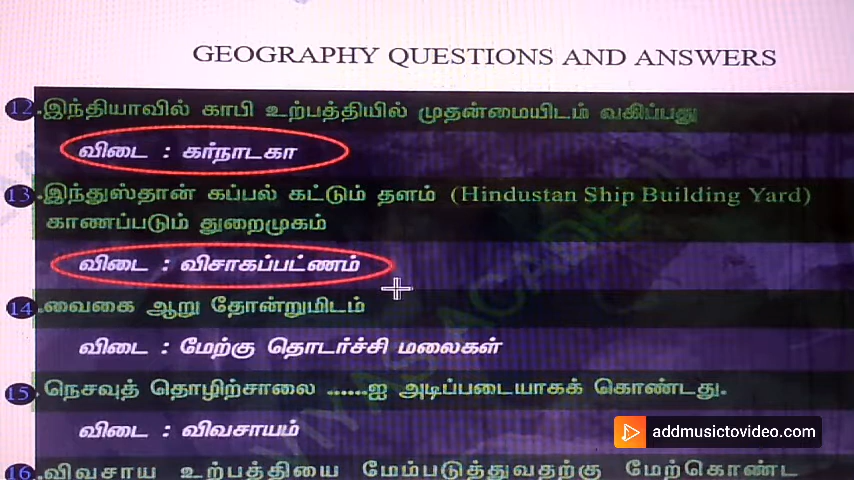 GEOGRAPHY QUESTIONS AND ANSWERS
12.இந்தியாவில் காபி உற்பத்தியில் முதன்மையிடம் வகிப்பது
விடை : கர்நாடகா
13.இந்துஸ்தான் கப்பல் கட்டும் தளம் (Hindustan Ship Building Yard)
காணப்படும் துறைமுகம்
விடை : விசாகப்பட்ணம்
14.வைகை ஆறு தோன்றுமிடம்
விடை : மேற்கு தொடர்ச்சி மலைகள்
15.நெசவுத் தொழிற்சாலை ......ஐ அடிப்படையாகக் கொண்டது.
விடை : விவசாயம்
addmusictovideo.com
16.விவசாய உற்பத்தியை மேம்படுத்துவதற்கு மேற்கொண்ட